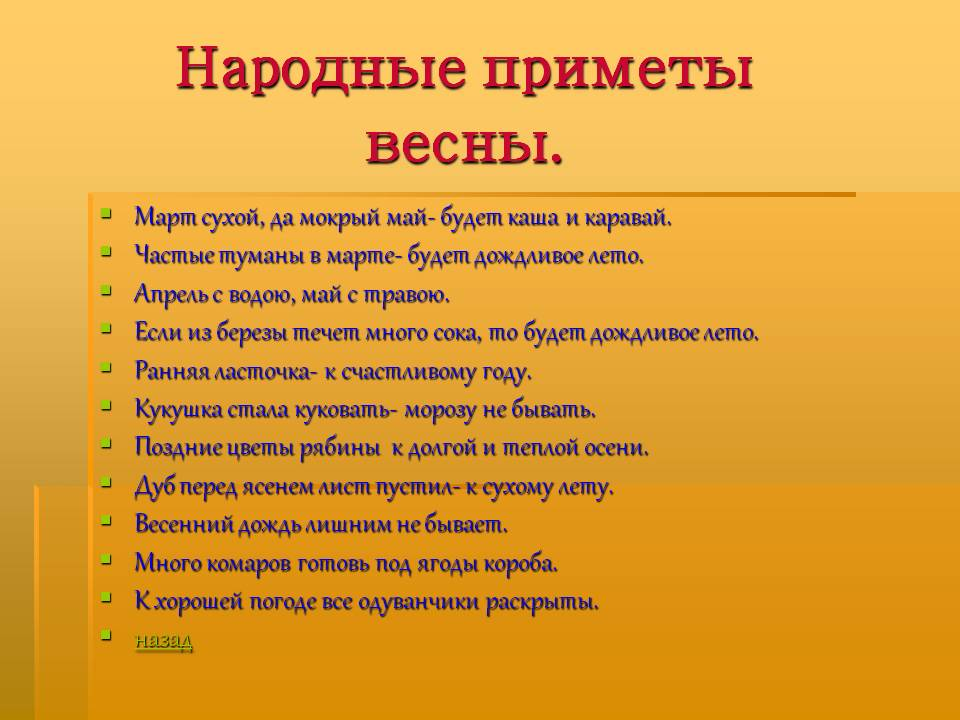 Народные приметы
весны.
Март сухой, да мокрый май- будет каша и каравай.
Частые туманы в марте- будет дождливое лето.
Апрель с водою, май с травою.
Если из березы течет много сока, то будет дождливое лето.
Ранняя ласточка- к счастливому году.
Кукушка стала куковать- морозу не бывать.
Поздние цветы рябины к долгой и теплой осени.
Дуб перед ясенем лист пустил- к сухому лету.
Весенний дождь лишним не бывает.
Много комаров готовь под ягоды короба.
К хорошей погоде все одуванчики раскрыты.
назад